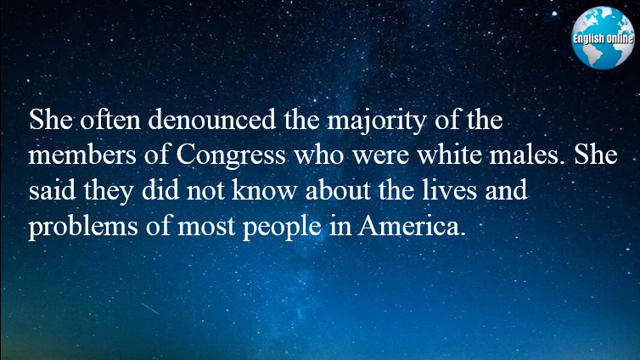 English Online
She often denounced the majority of the
members of Congress who were white males. She
said they did not know about the lives and
problems of most people in America.